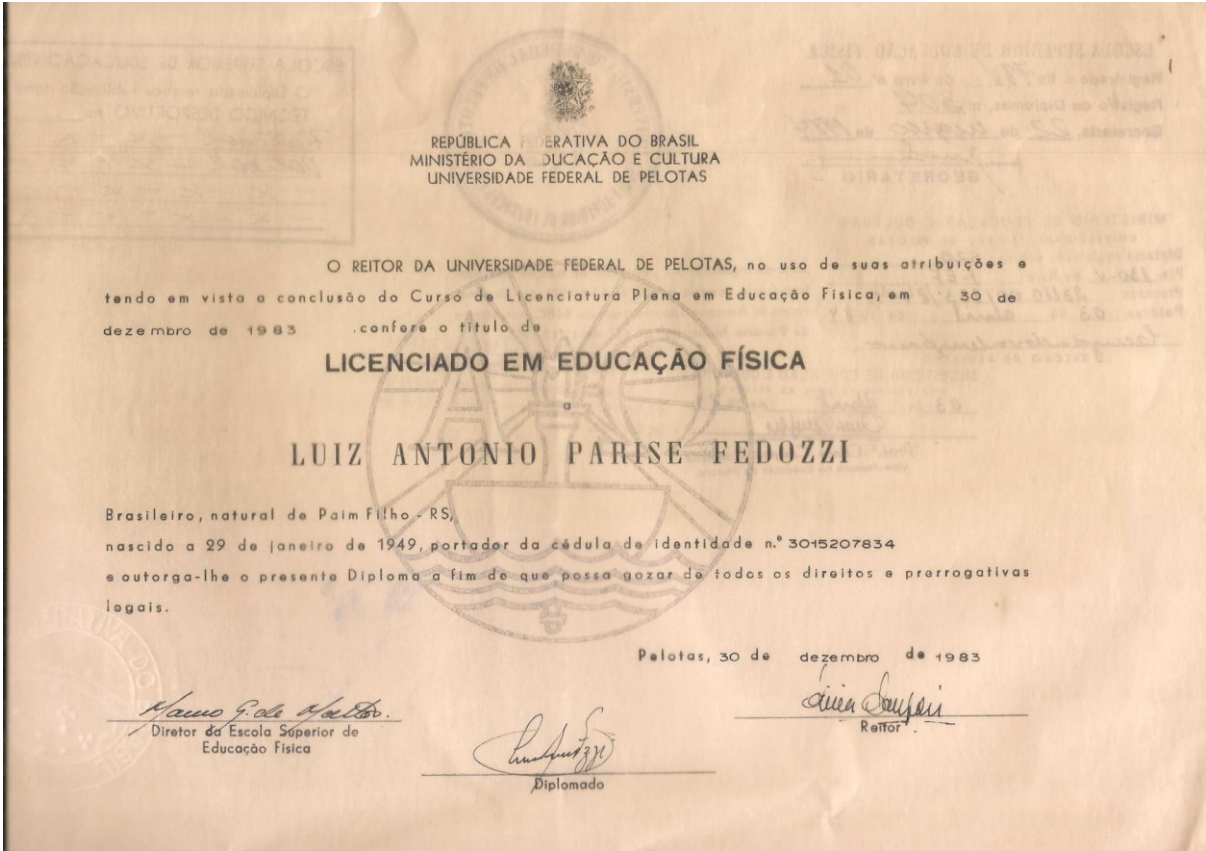 REPÚBLICA FEDERATIVA DO BRASIL
MINISTÉRIO DA EDUCAÇÃO E CULTURA
UNIVERSIDADE FEDERAL DE PELOTAS
O REITOR DA UNIVERSIDADE FEDERAL DE PELOTAS, no uso de suas atribuições e
tendo em vista a conclusão do Curso de Licenciatura Plena em Educação Física, em 30 de
dezembro de 1983 , confere o título de
LICENCIADO EM EDUCAÇÃO FÍSICA
a
LUIZ ANTONIO PARISE FEDOZZI
Brasileiro, natural de Paim Filho - RS,
nascido a 29 de janeiro de 1949, portador da cédula de identidade n.º 3015207834
e outorga-lhe o presente Diploma a fim de que possa gozar de todos os direitos e prerrogativas
legais.
Pelotas, 30 de dezembro de 1983
Diretor da Escola Superior de
Educação Física
Reitor
Diplomado